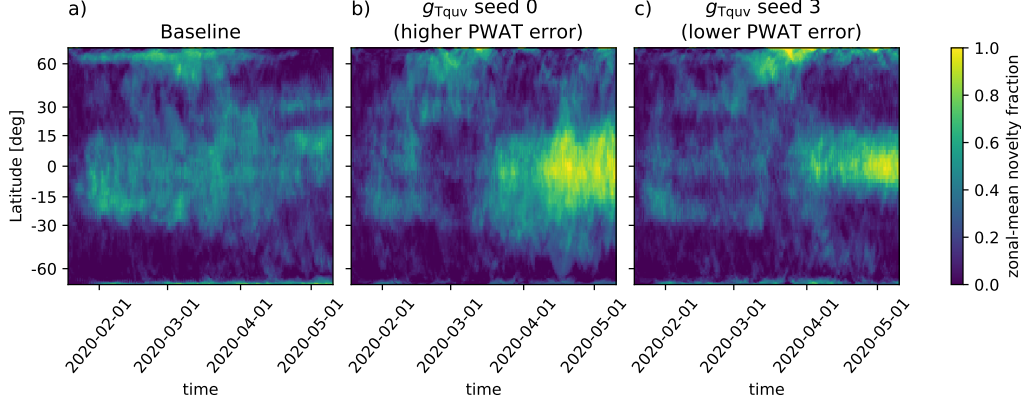 a)
Baseline
b)
gTquv seed 0
(higher PWAT error)
c)
gTquv seed 3
(lower PWAT error)
Latitude [deg]
60
30
15
0
-15
-30
-60
2020-02-01
2020-03-01
2020-04-01
2020-05-01
time
2020-02-01
2020-03-01
2020-04-01
2020-05-01
time
2020-02-01
2020-03-01
2020-04-01
2020-05-01
time
1.0
0.8
0.6
0.4
0.2
0.0
zonal-mean novelty fraction